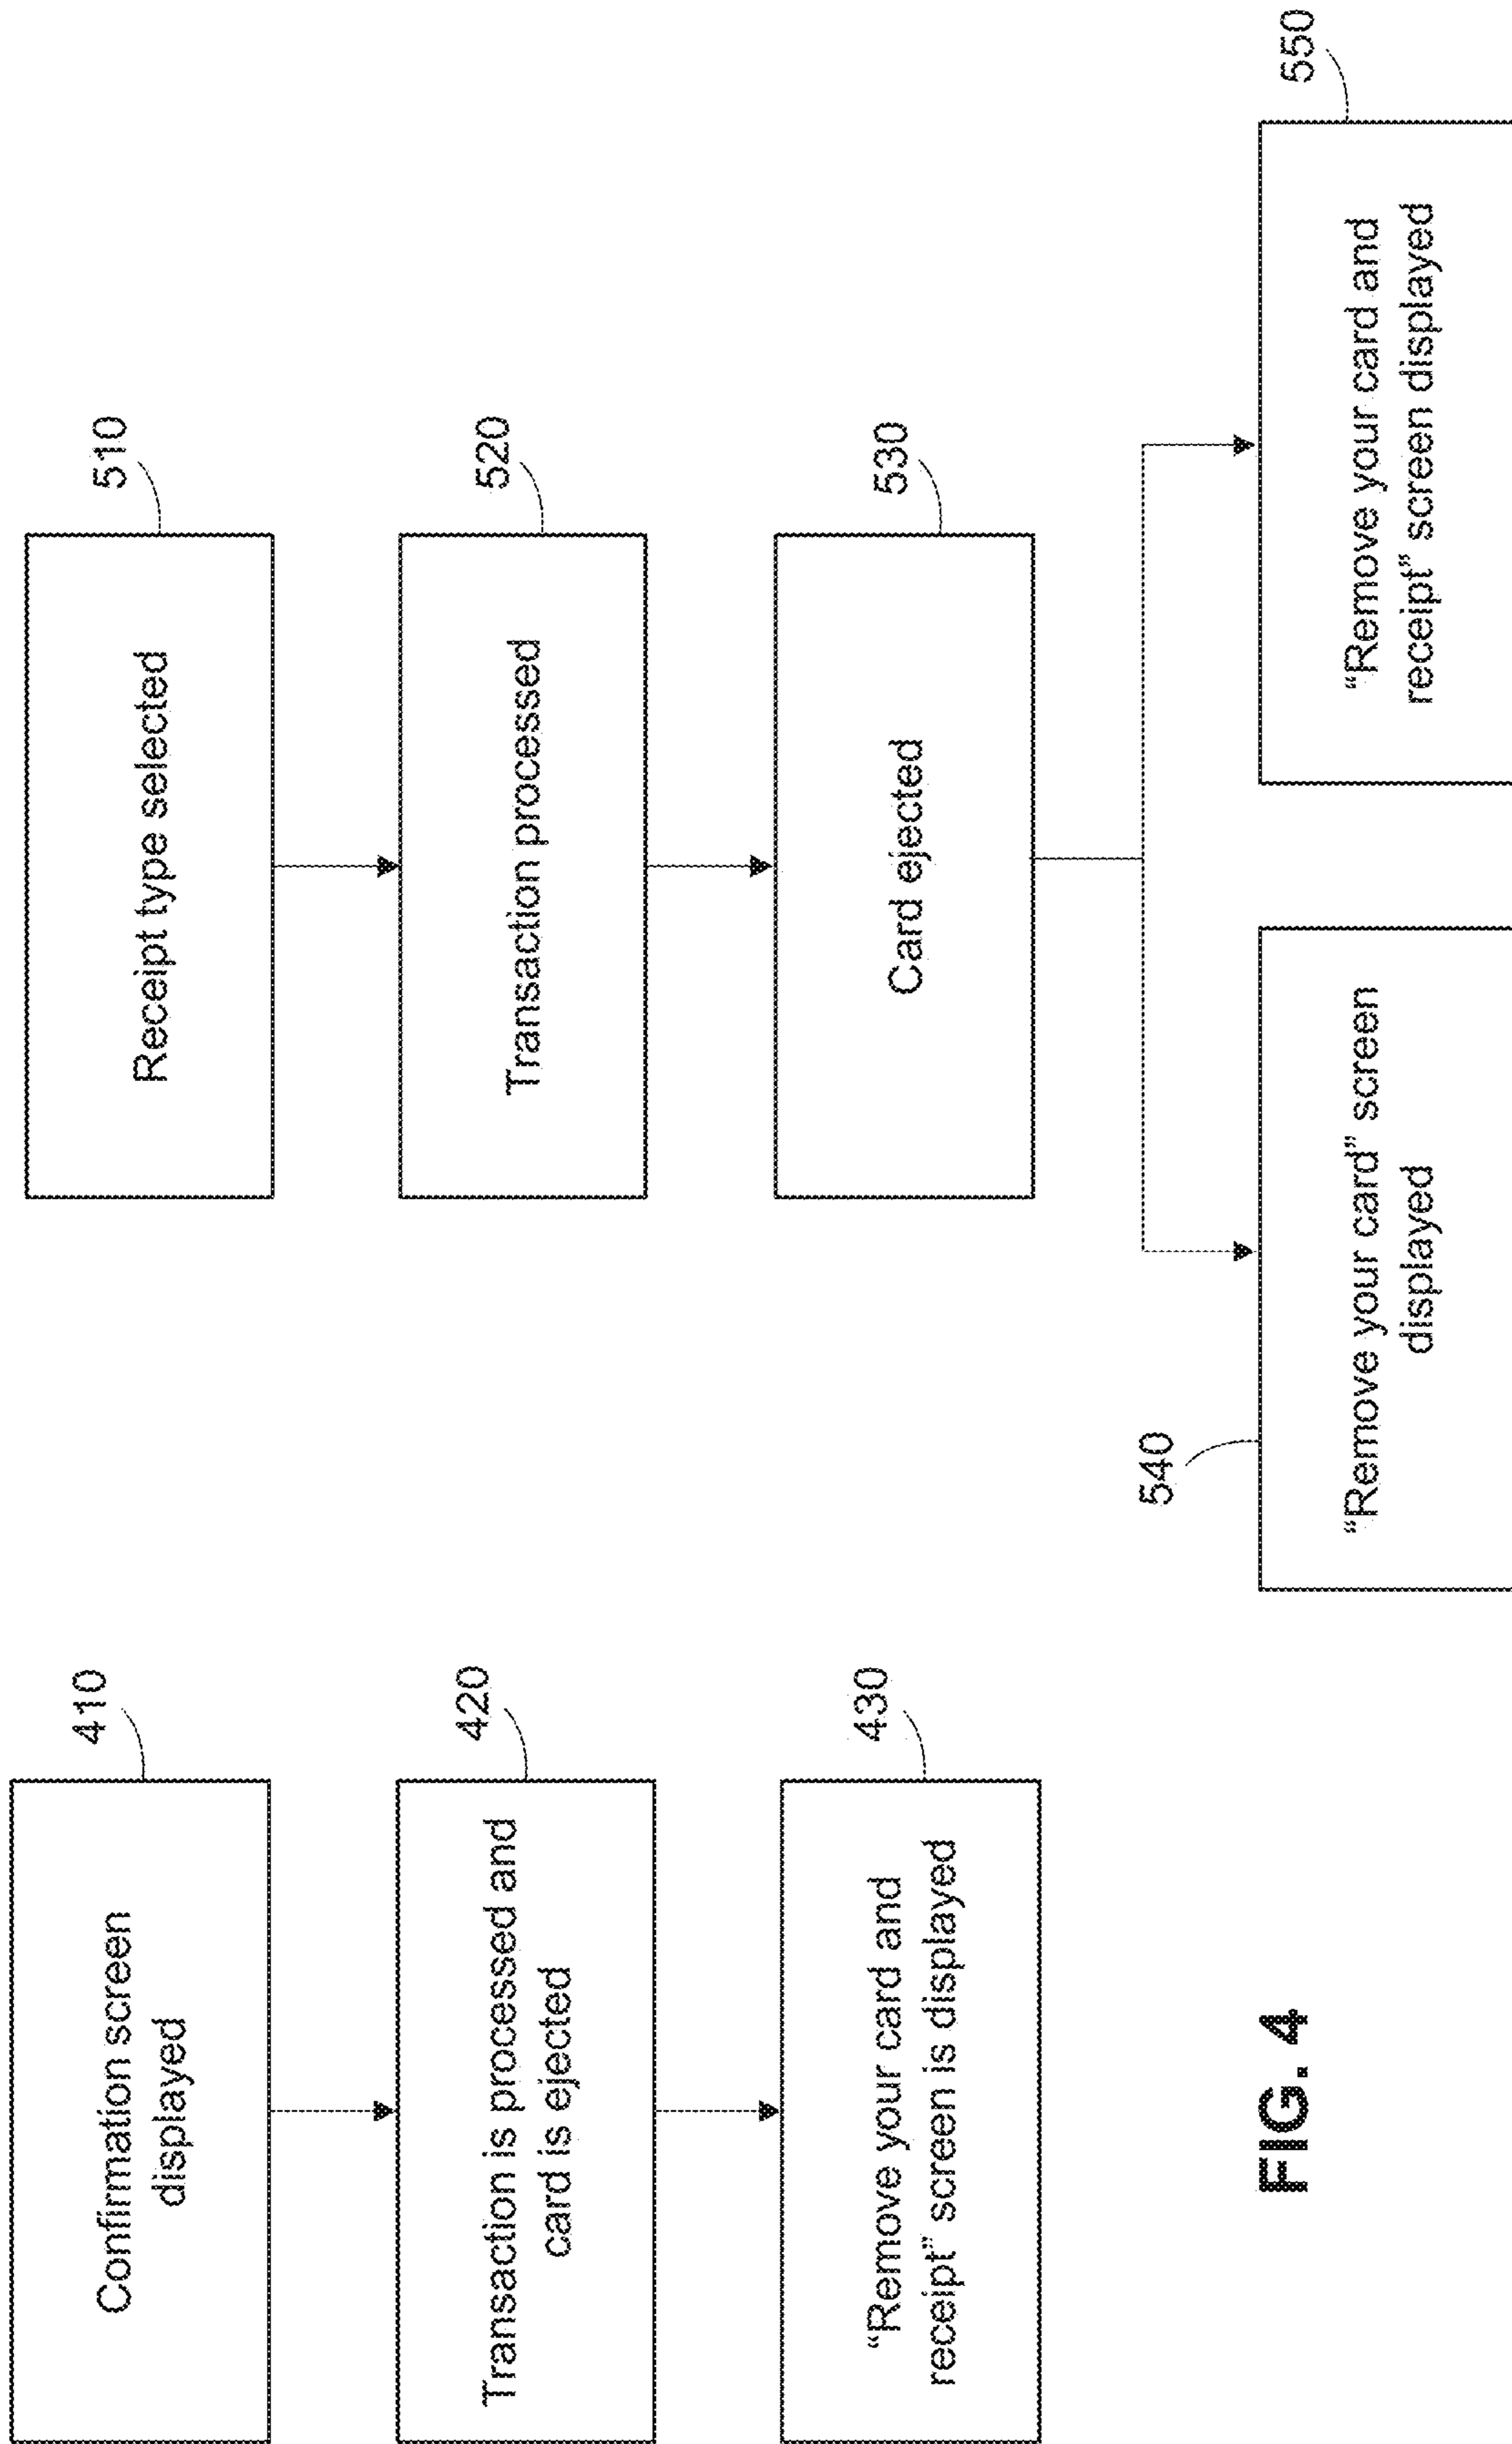 410
Confirmation screen
displayed
420
Transaction is processed and
card is ejected
430
“Remove your card and
receipt” screen is displayed
FIG. 4
510
Receipt type selected
520
Transaction processed
530
Card ejected
540
“Remove your card” screen
displayed
550
“Remove your card and
receipt” screen displayed